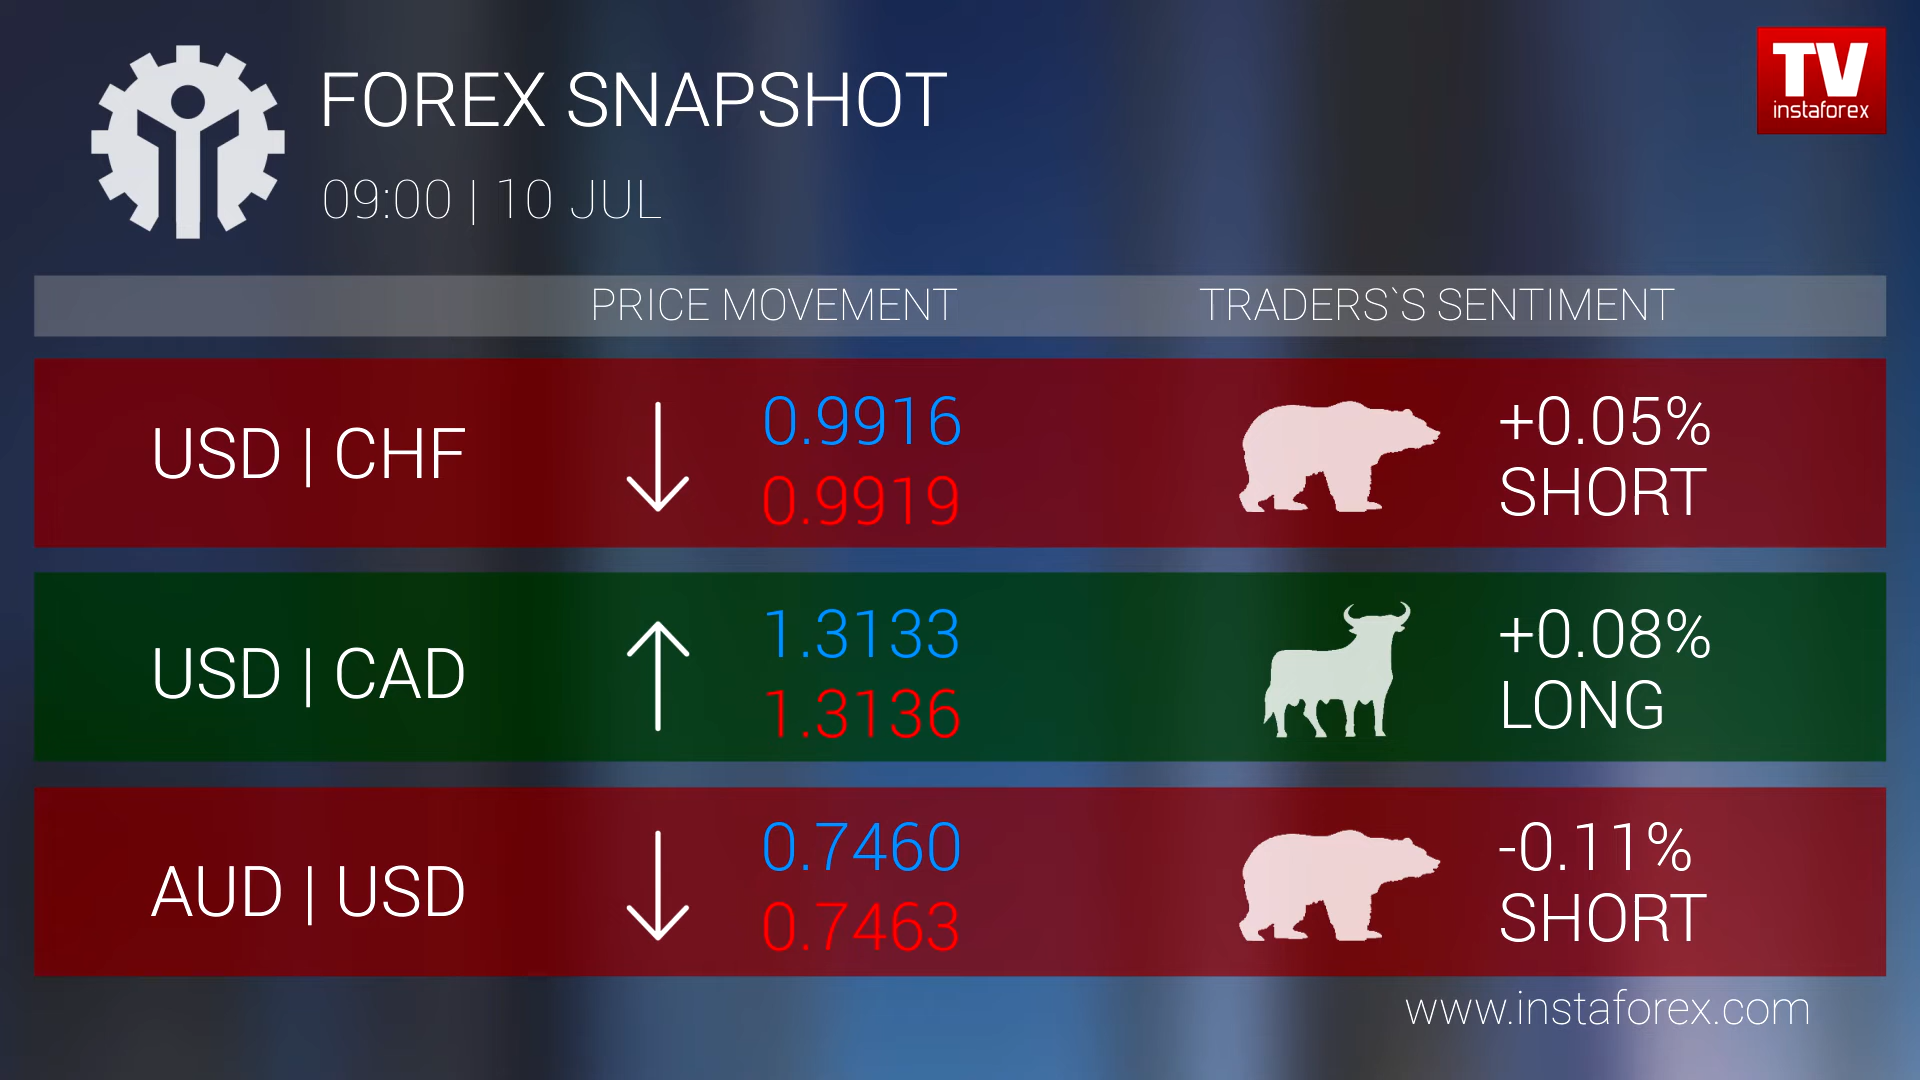 FOREX SNAPSHOT
09:00 | 10 JUL
TV
instaforex
PRICE MOVEMENT
TRADERS`S SENTIMENT
USD | CHF
0.9916
0.9919
+0.05%
SHORT
USD | CAD
1.3133
1.3136
+0.08%
LONG
AUD | USD
0.7460
0.7463
-0.11%
SHORT
www.instaforex.com